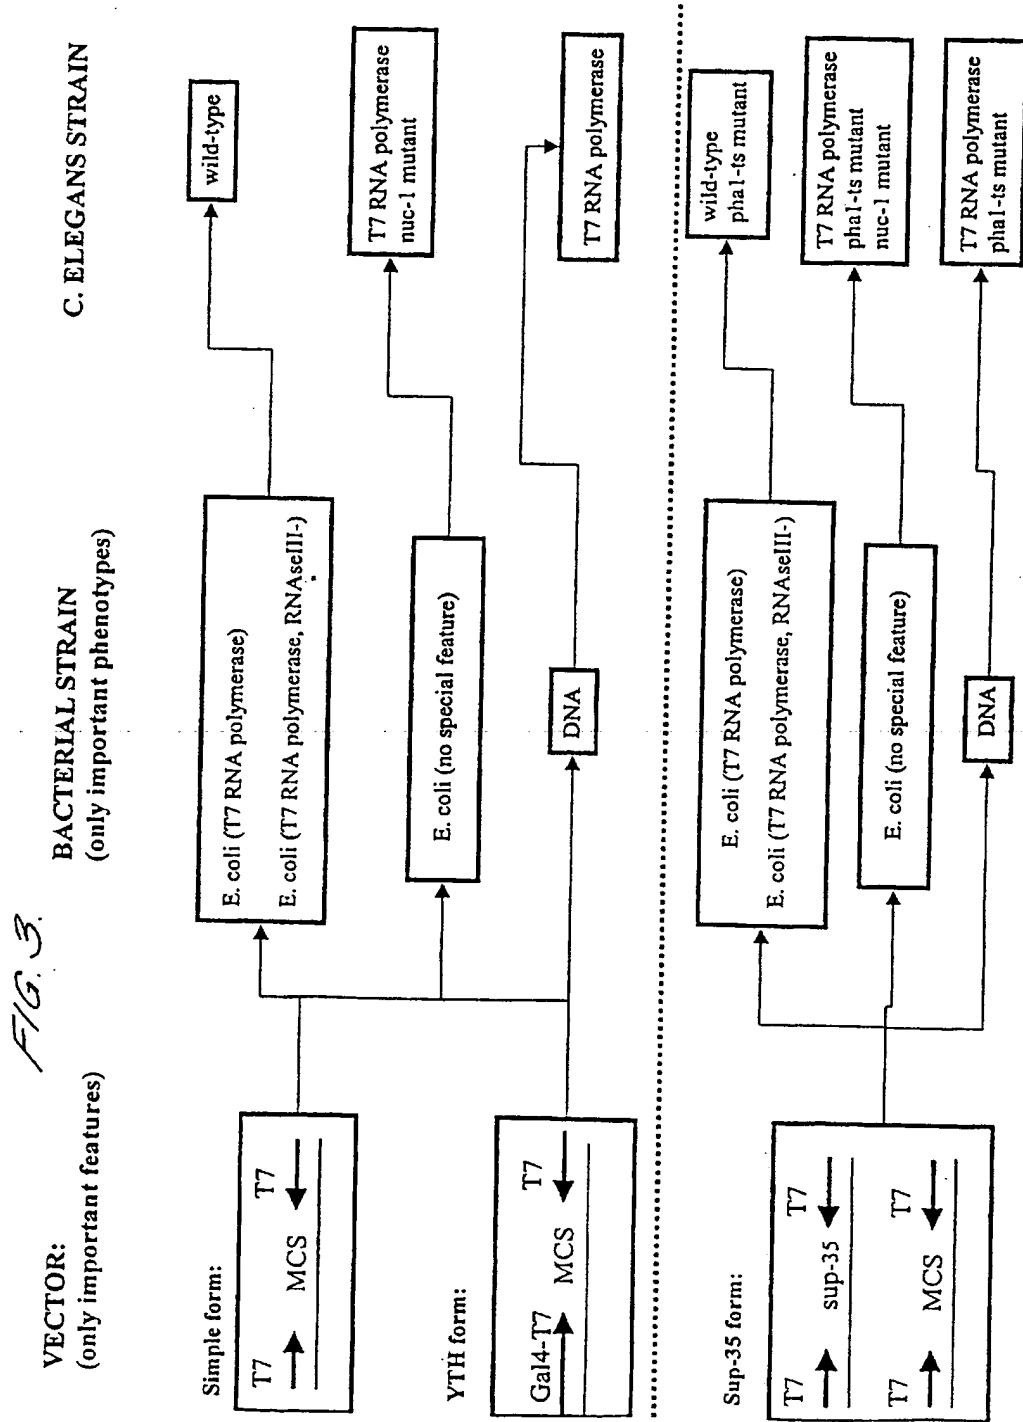 FIG. 3.
VECTOR:
(only important features)
BACTERIAL STRAIN
(only important phenotypes)
C. ELEGANS STRAIN
Simple form:
T7
T7
MCS
E. coli (T7 RNA polymerase)
E. coli (T7 RNA polymerase, RNAseIII-)
wild-type
E. coli (no special feature)
T7 RNA polymerase
nuc-1 mutant
YTH form:
Gal4-T7
T7
MCS
DNA
T7 RNA polymerase
Sup-35 form:
T7
T7
sup-35
T7
T7
MCS
E. coli (T7 RNA polymerase)
E. coli (T7 RNA polymerase, RNAseIII-)
wild-type
pha1-ts mutant
E. coli (no special feature)
T7 RNA polymerase
pha1-ts mutant
nuc-1 mutant
DNA
T7 RNA polymerase
pha1-ts mutant